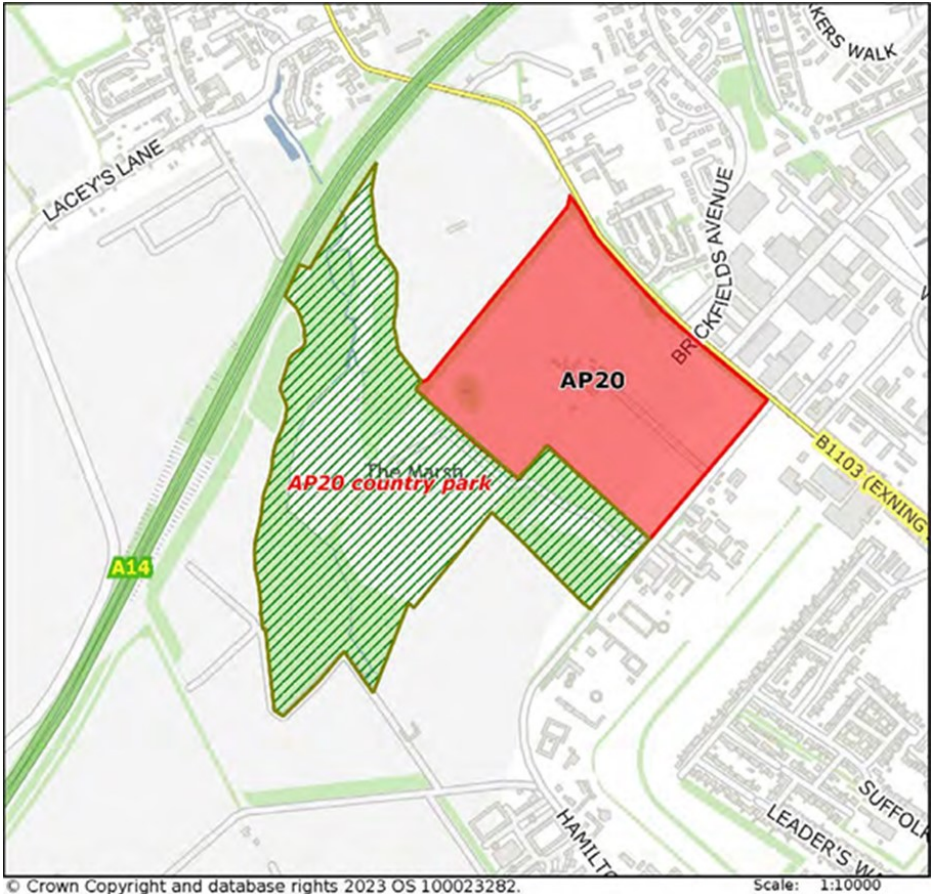 KERS WALK
LACEY'S LANE
BRICKFIELDS AVENUE
AP20
B1103 (EXNING
The Marsh
AP20 country park
A14
SUFFOLK
LEADER'S WA
HAMILTO
© Crown Copyright and database rights 2023 OS 100023282.
Scale: 1:10000